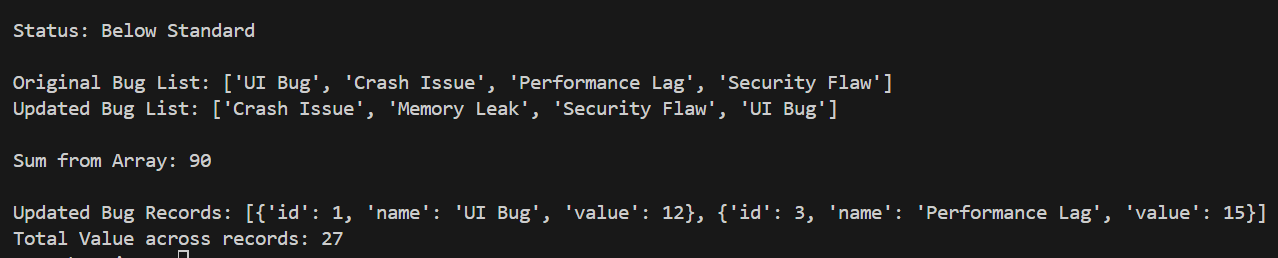 Status: Below Standard
Original Bug List: ['UI Bug', 'Crash Issue', 'Performance Lag', 'Security Flaw']
Updated Bug List: ['Crash Issue', 'Memory Leak', 'Security Flaw', 'UI Bug']
Sum from Array: 90
Updated Bug Records: [{'id': 1, 'name': 'UI Bug', 'value': 12}, {'id': 3, 'name': 'Performance Lag', 'value': 15}]
Total Value across records: 27